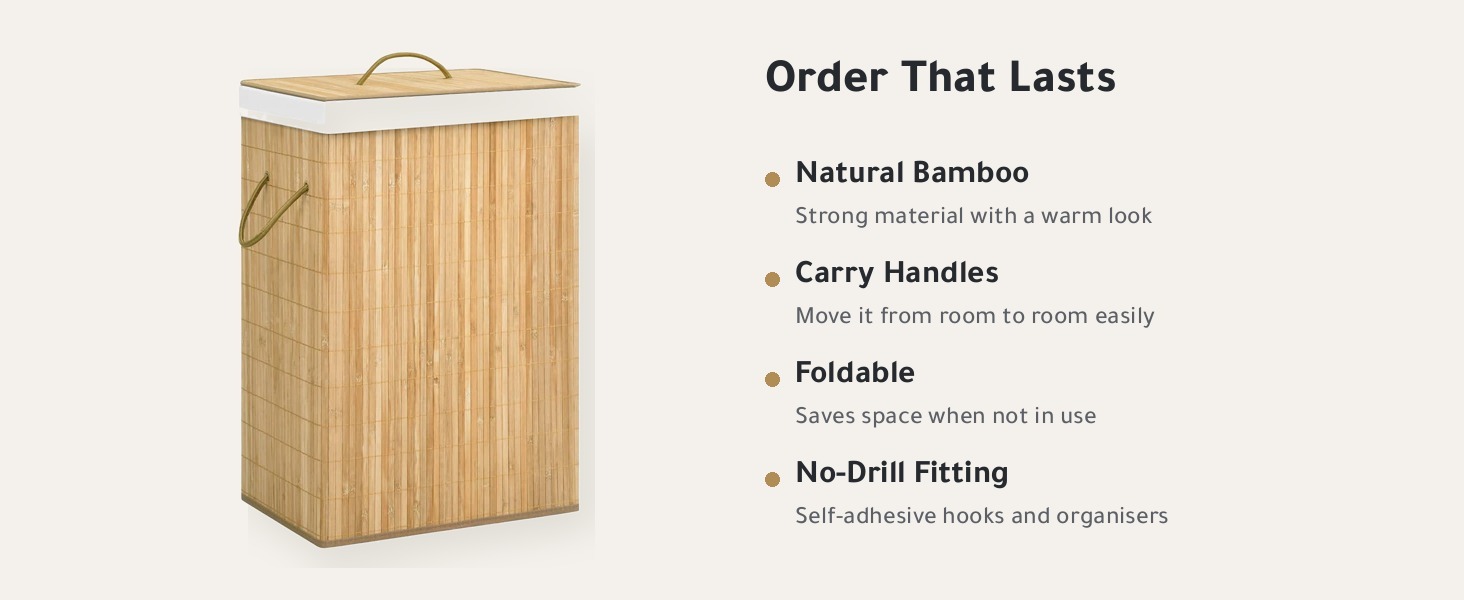 Order That Lasts
Natural Bamboo
Strong material with a warm look
Carry Handles
Move it from room to room easily
Foldable
Saves space when not in use
No-Drill Fitting
Self-adhesive hooks and organisers